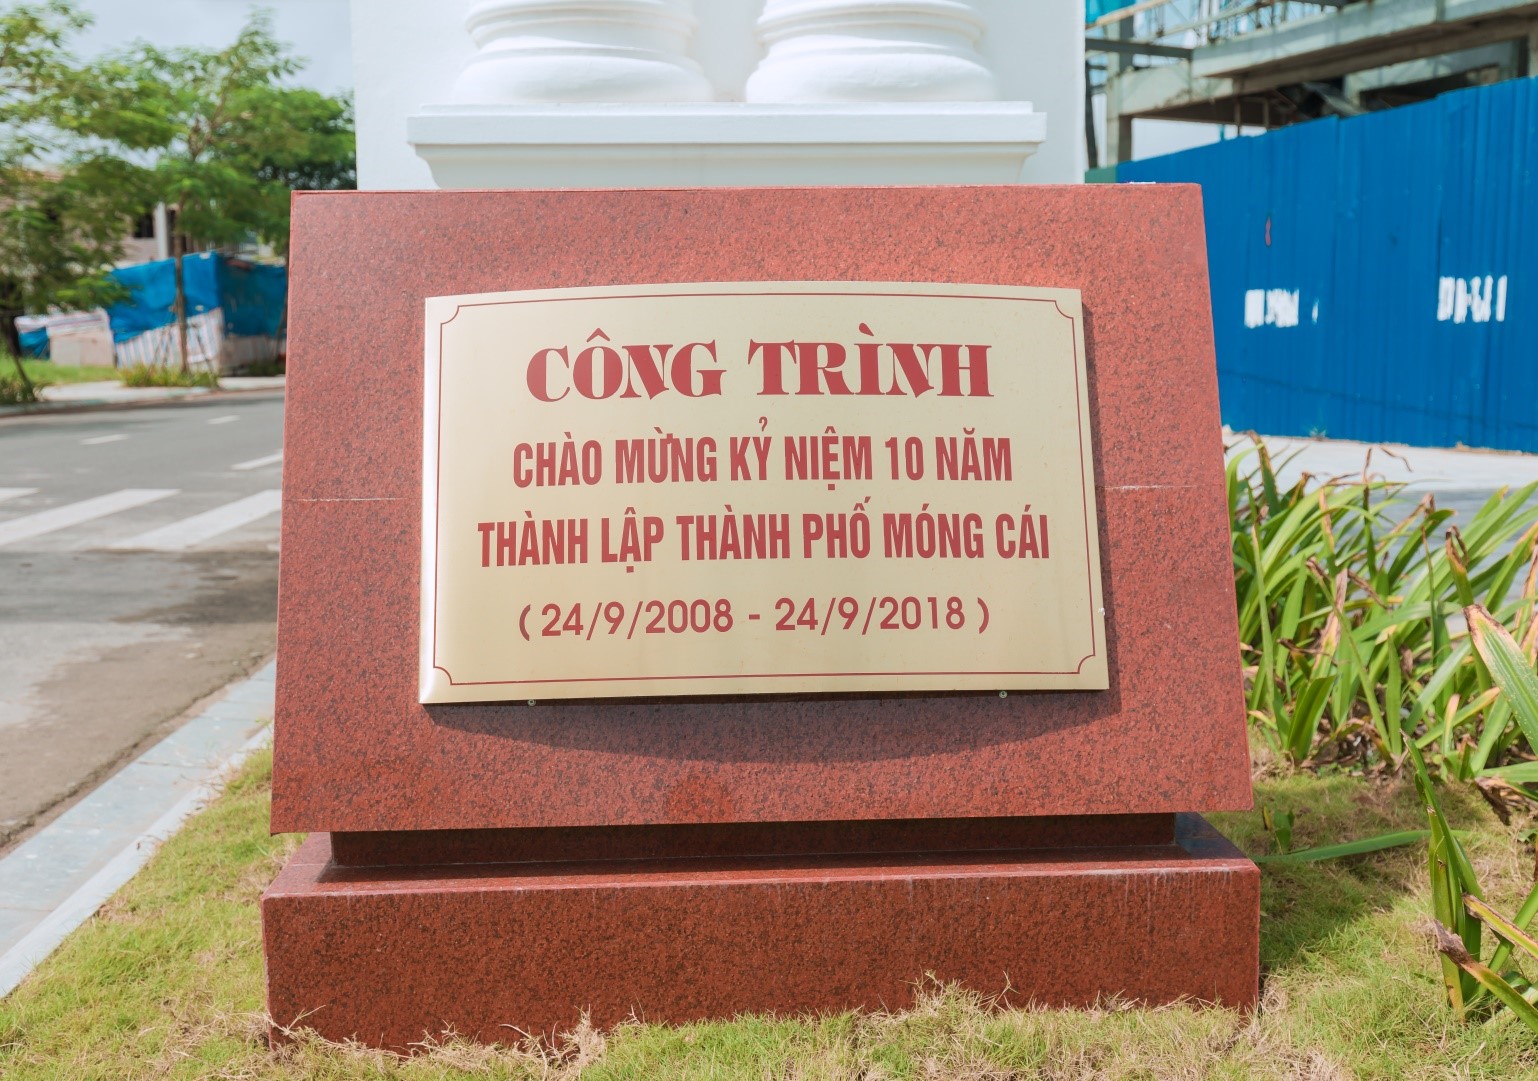 CÔNG TRÌNH
CHÀO MỪNG KỶ NIỆM 10 NĂM
THÀNH LẬP THÀNH PHỐ MÓNG CÁI
( 24/9/2008 - 24/9/2018 )